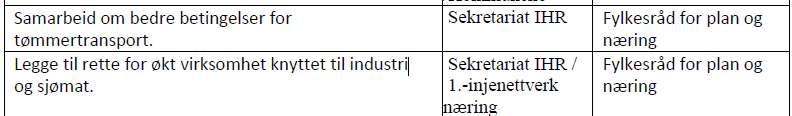 Samarbeid om bedre betingelser for
tømmertransport.
Sekretariat IHR
Fylkesråd for plan og
næring
Legge til rette for økt virksomhet knyttet til industri
og sjømat.
Sekretariat IHR /
1.-injenettverk
næring
Fylkesråd for plan og
næring